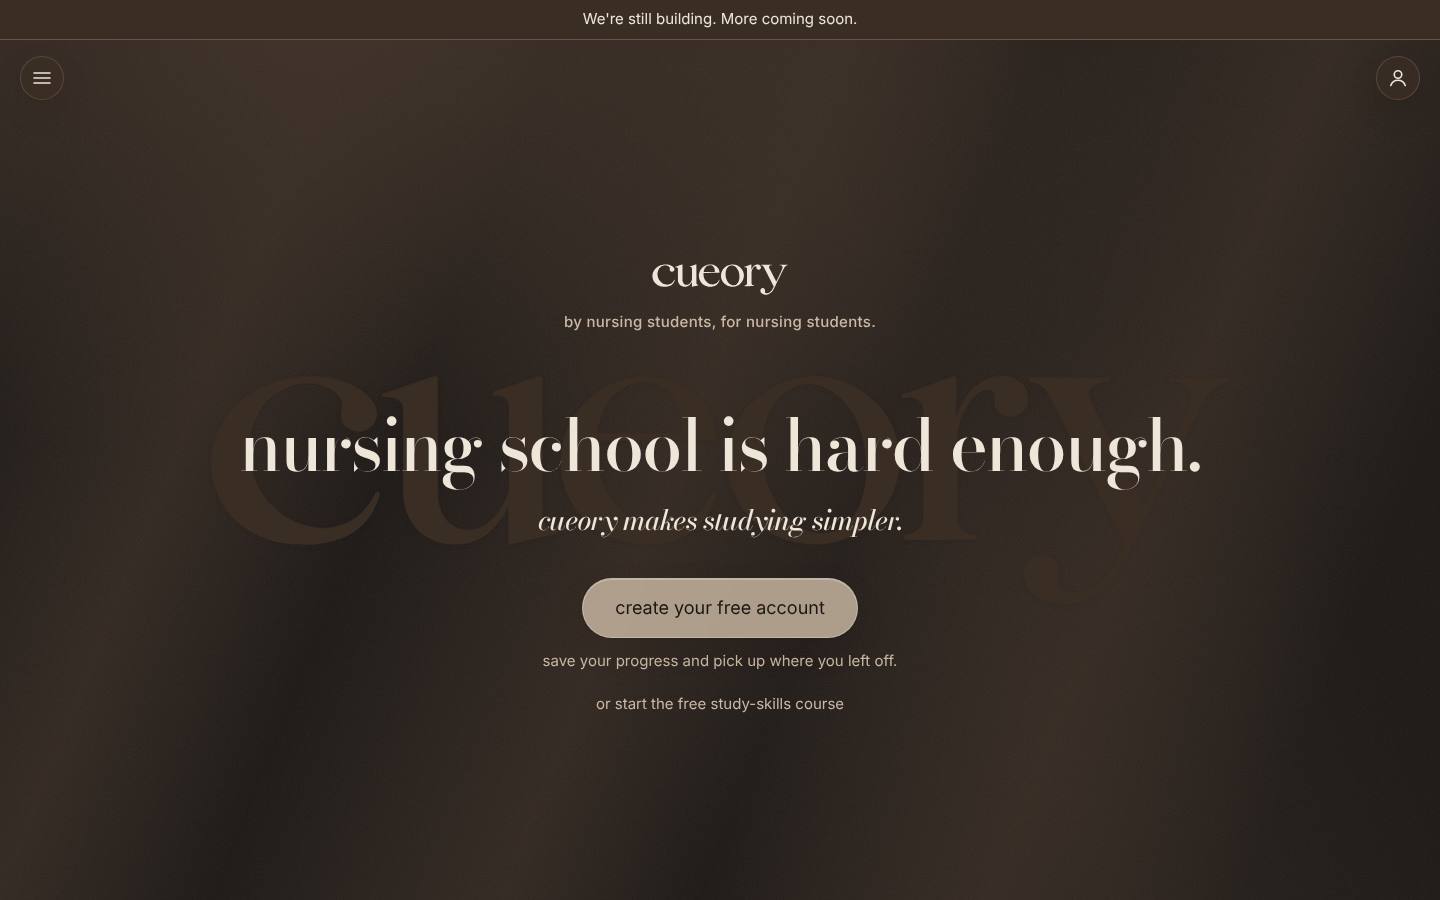 We're still building. More coming soon.
cueory
by nursing students, for nursing students.
cueory
nursing school is hard enough.
cueory makes studying simpler.
create your free account
save your progress and pick up where you left off.
or start the free study-skills course